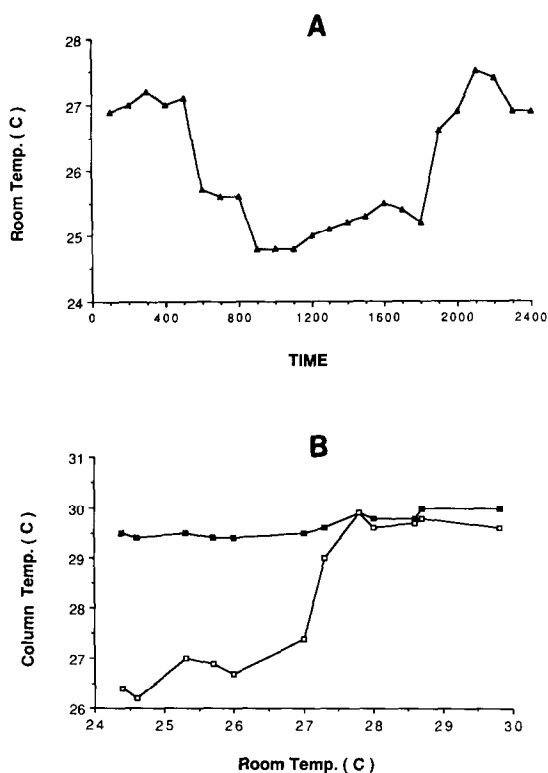 A
28
27
26
25
24
Room Temp. ( C )
0 400 800 1200 1600 2000 2400
TIME
B
31
30
29
28
27
26
Column Temp. ( C )
24 25 26 27 28 29 30
Room Temp. ( C )